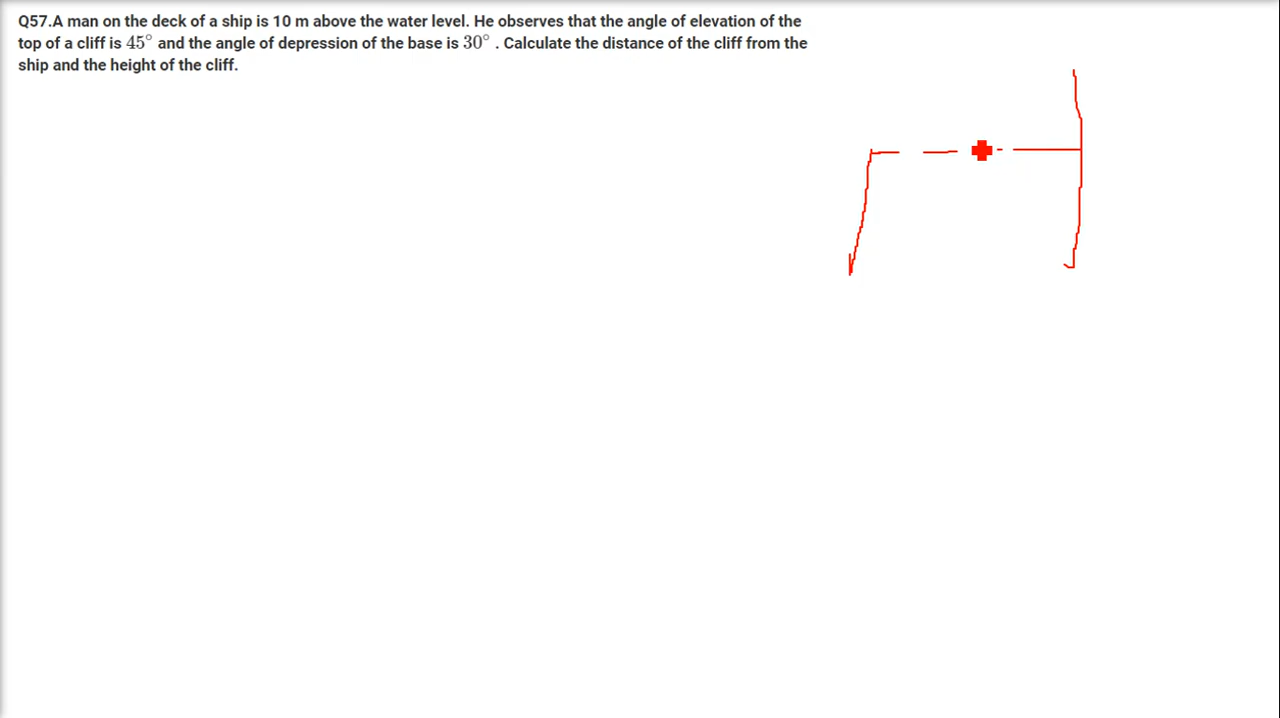 Q57.A man on the deck of a ship is 10 m above the water level. He observes that the angle of elevation of the
top of a cliff is 45° and the angle of depression of the base is 30° . Calculate the distance of the cliff from the
ship and the height of the cliff.